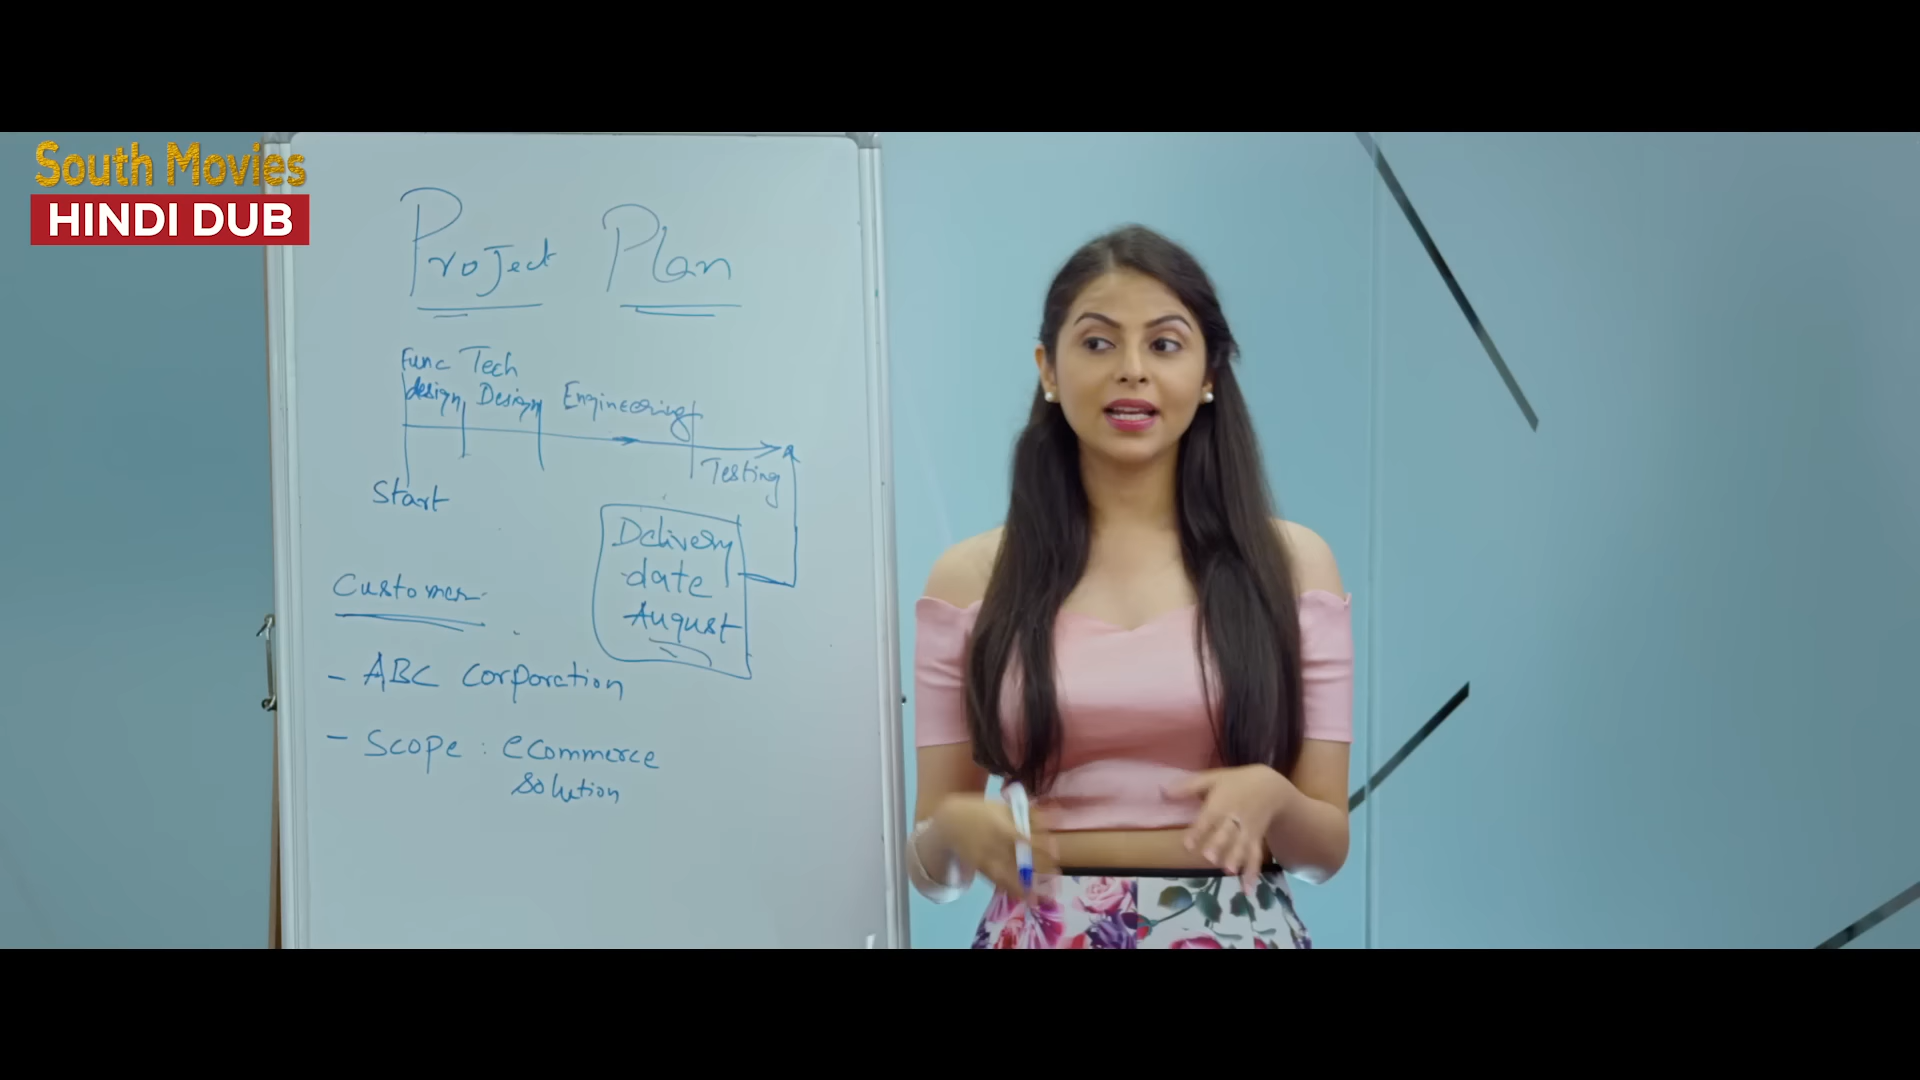 South Movies
HINDI DUB
Project Plan
Func Tech
design Design Engineering
Testing
Start
Delivery
date
August
Customer
- ABC Corporation
- Scope : eCommerce
solution